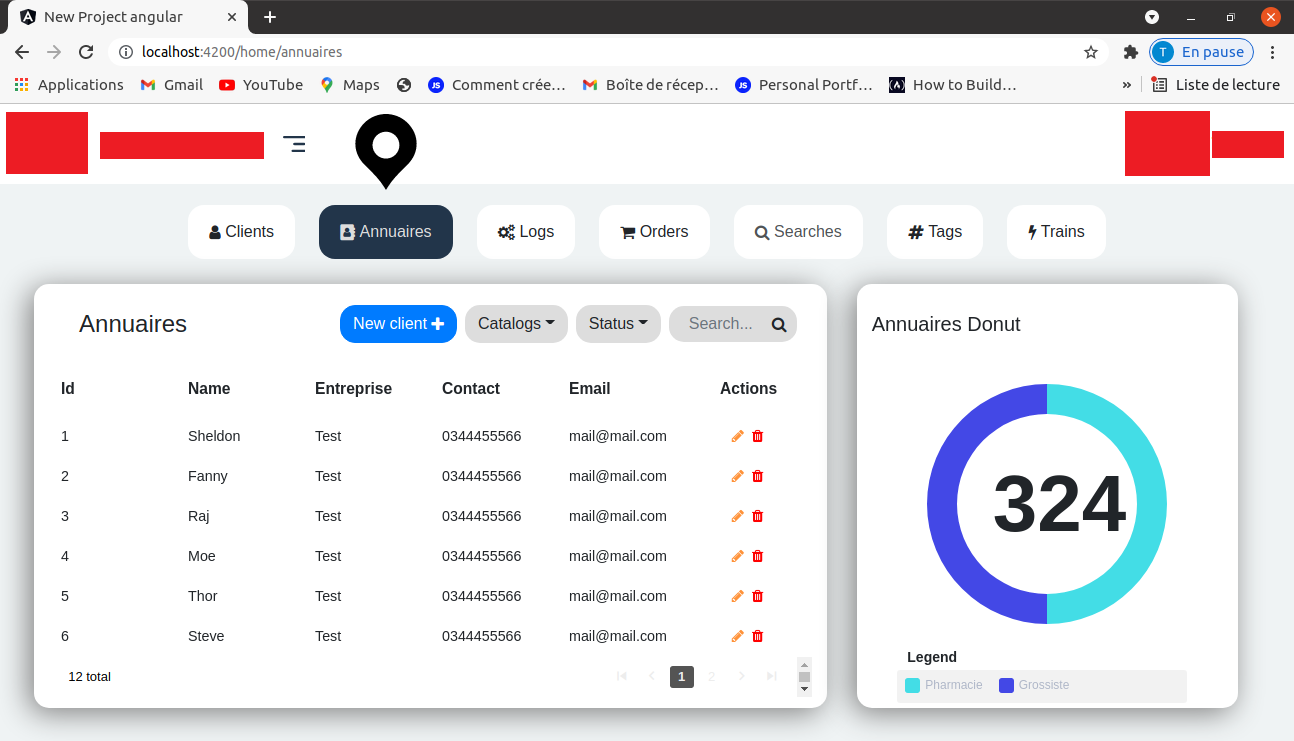 New Project angular
localhost:4200/home/annuaires
T En pause
Applications Gmail YouTube Maps JS Comment crée… Boîte de récep… JS Personal Portf… How to Build… » Liste de lecture
Clients Annuaires Logs Orders Searches Tags Trains
Annuaires New client Catalogs Status Search...
Id Name Entreprise Contact Email Actions
1 Sheldon Test 0344455566 mail@mail.com
2 Fanny Test 0344455566 mail@mail.com
3 Raj Test 0344455566 mail@mail.com
4 Moe Test 0344455566 mail@mail.com
5 Thor Test 0344455566 mail@mail.com
6 Steve Test 0344455566 mail@mail.com
12 total 1 2
Annuaires Donut
324
Legend
Pharmacie Grossiste